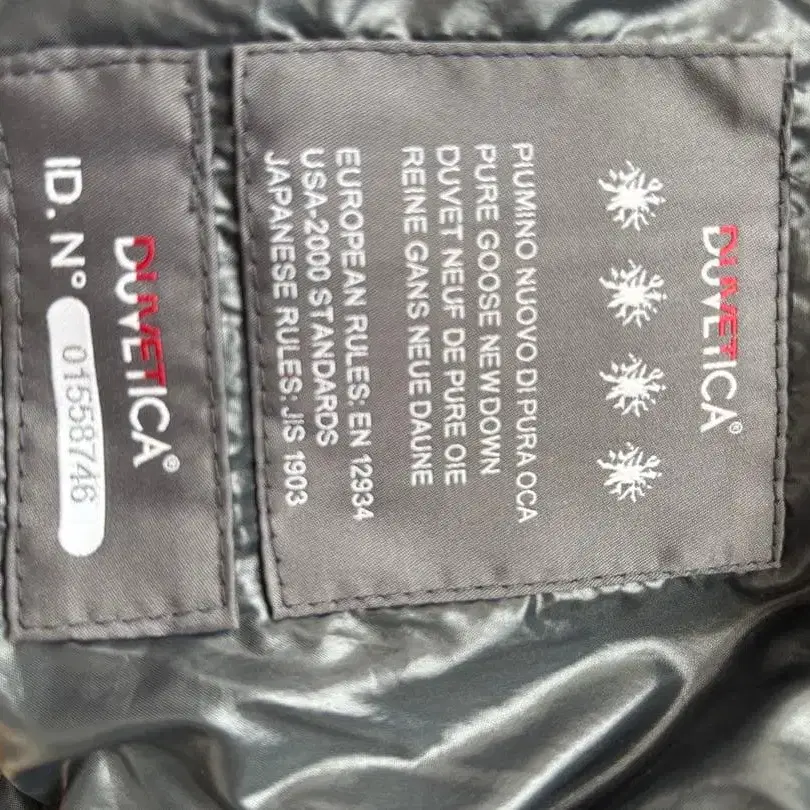 DUVETICA®
PIUMINO NUOVO DI PURA OCA
PURE GOOSE NEW DOWN
DUVET NEUF DE PURE OIE
REINE GANS NEUE DAUNE
EUROPEAN RULES: EN 12934
USA-2000 STANDARDS
JAPANESE RULES: JIS 1903
DUVETICA®
ID. N° 01558746